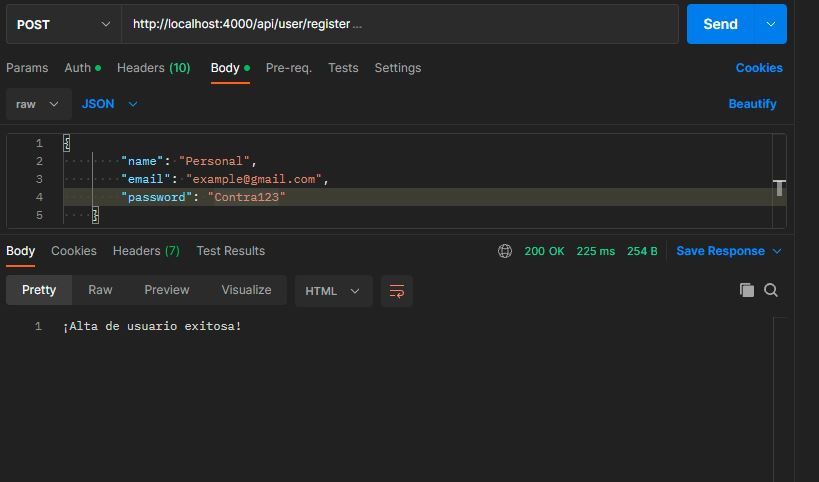 POST http://localhost:4000/api/user/register ... Send
Params Auth Headers (10) Body Pre-req. Tests Settings Cookies
raw JSON Beautify
1 {
2 "name": "Personal",
3 "email": "example@gmail.com",
4 "password": "Contra123"
5 }
Body Cookies Headers (7) Test Results 200 OK 225 ms 254 B Save Response
Pretty Raw Preview Visualize HTML
1 ¡Alta de usuario exitosa!